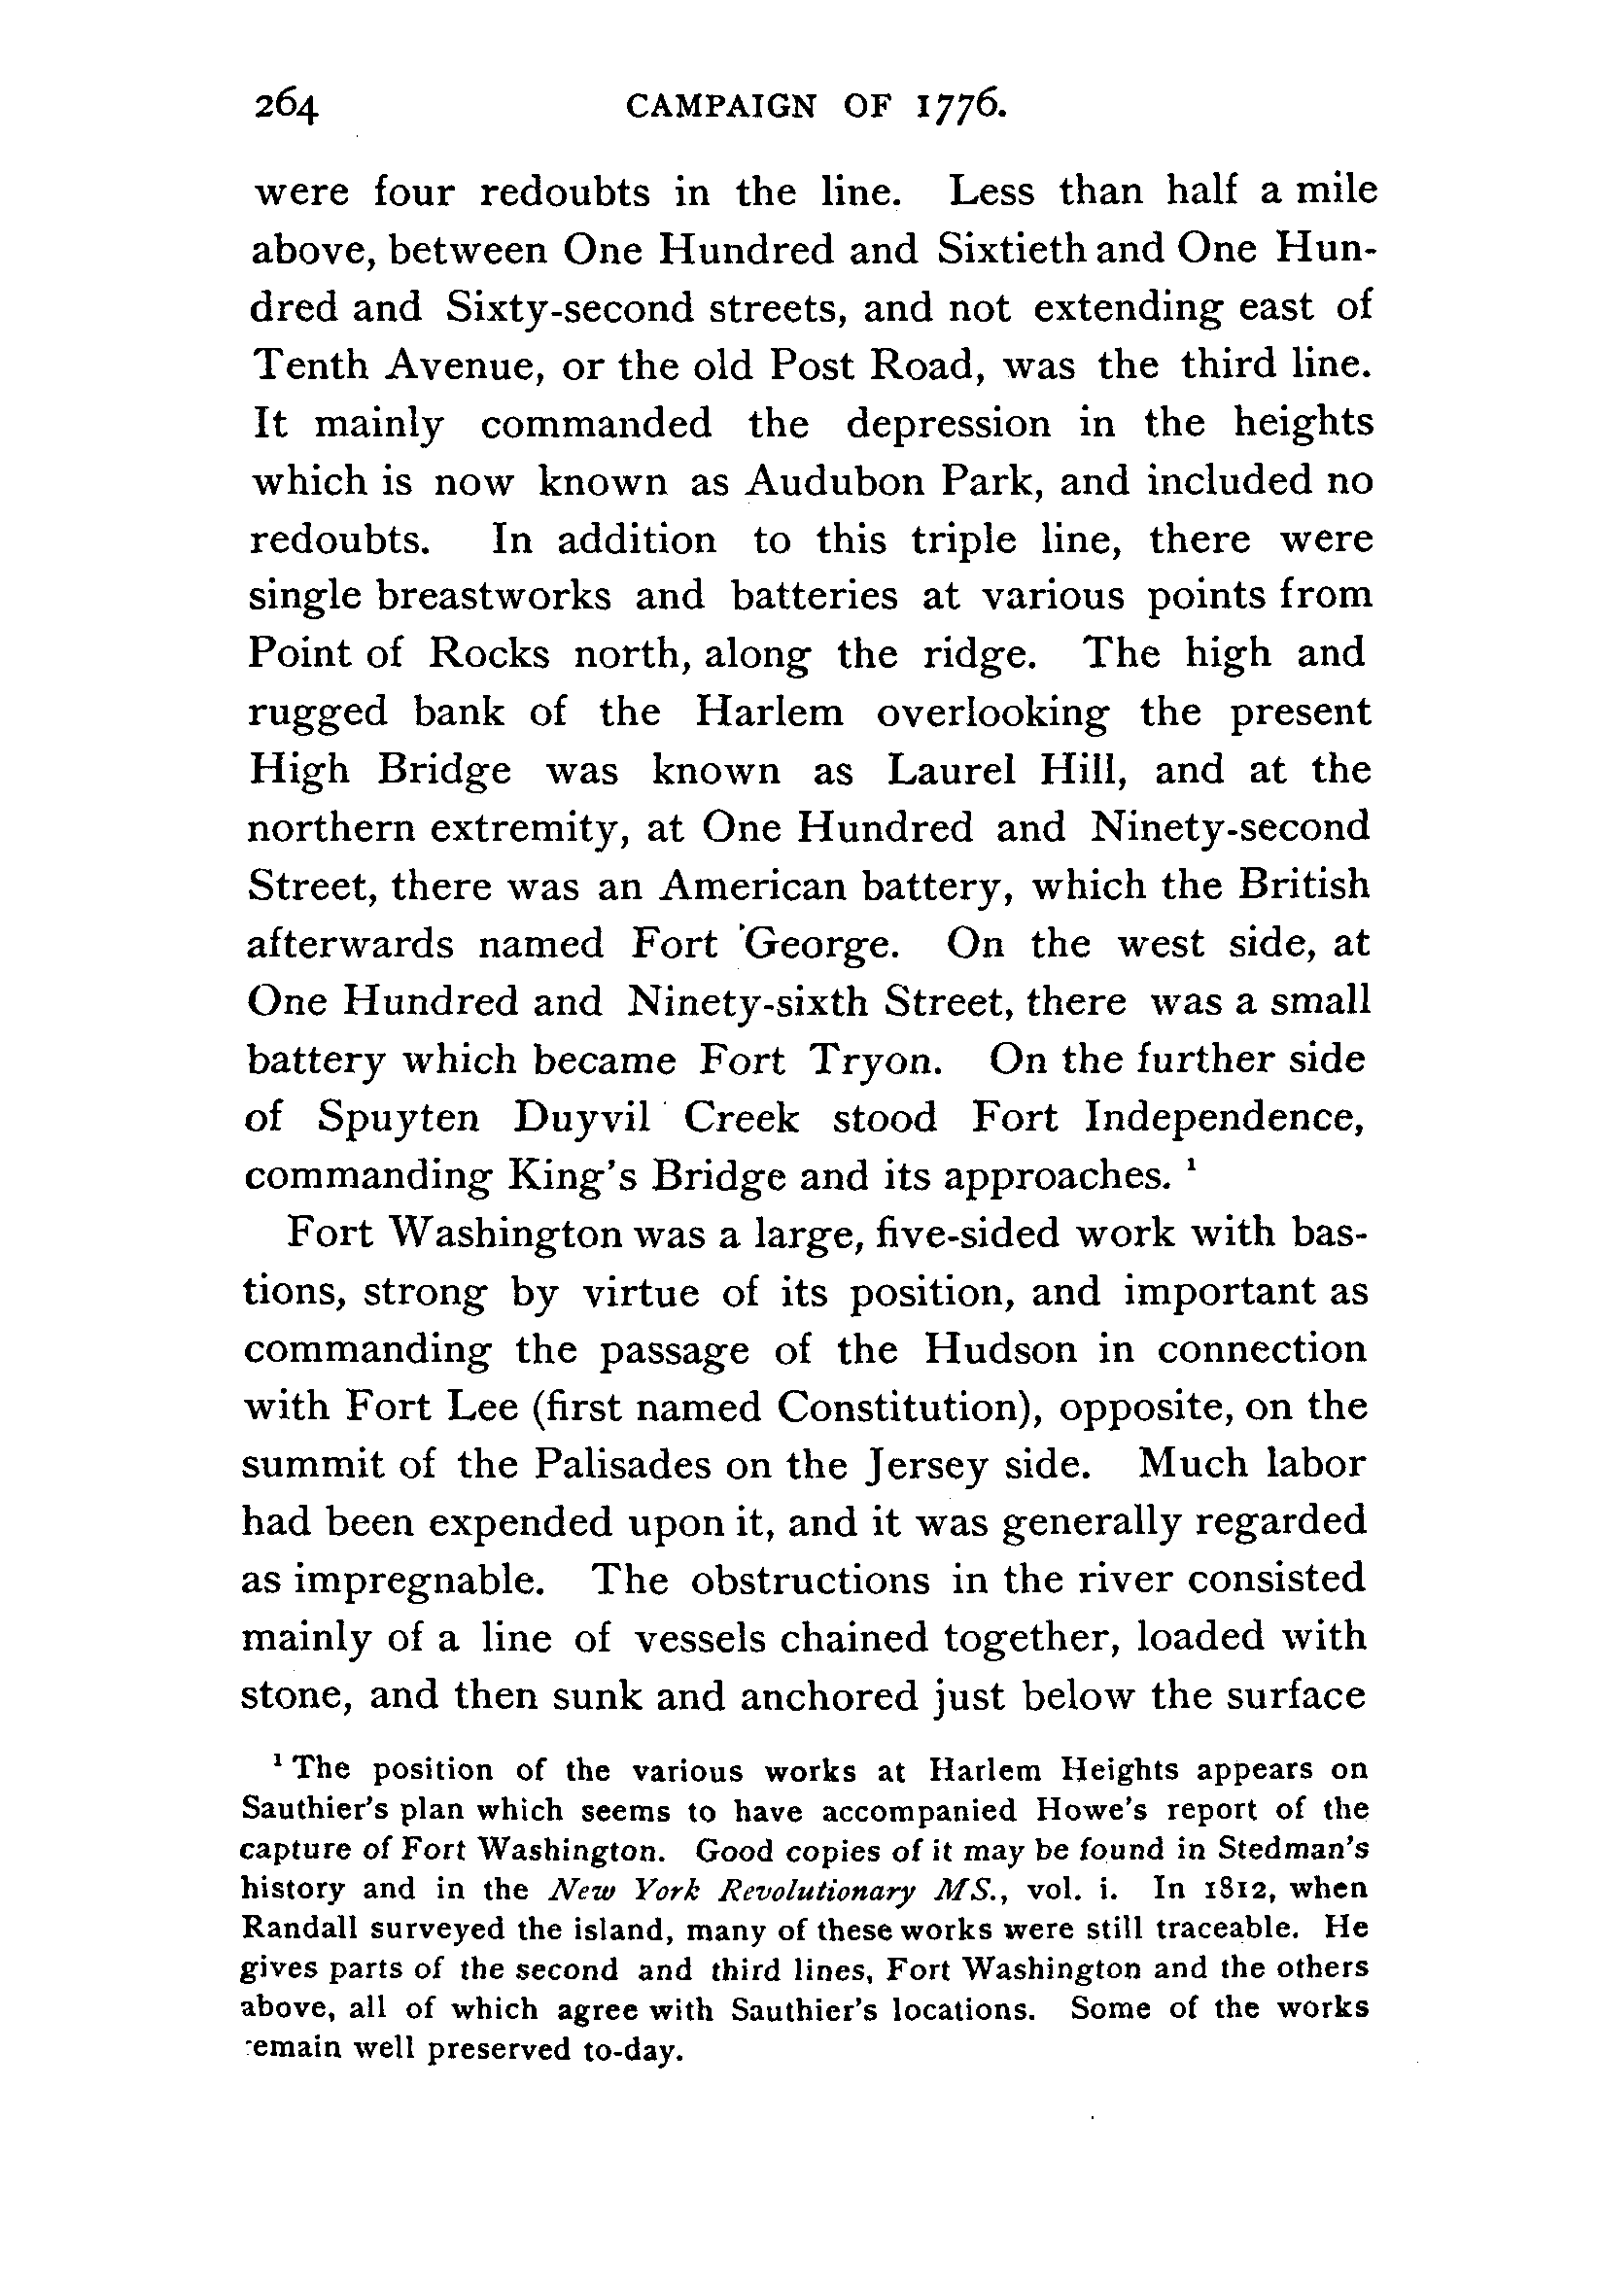 264 CAMPAIGN OF 1776.
were four redoubts in the line. Less than half a mile
above, between One Hundred and Sixtieth and One Hun-
dred and Sixty-second streets, and not extending east of
Tenth Avenue, or the old Post Road, was the third line.
It mainly commanded the depression in the heights
which is now known as Audubon Park, and included no
redoubts. In addition to this triple line, there were
single breastworks and batteries at various points from
Point of Rocks north, along the ridge. The high and
rugged bank of the Harlem overlooking the present
High Bridge was known as Laurel Hill, and at the
northern extremity, at One Hundred and Ninety-second
Street, there was an American battery, which the British
afterwards named Fort George. On the west side, at
One Hundred and Ninety-sixth Street, there was a small
battery which became Fort Tryon. On the further side
of Spuyten Duyvil Creek stood Fort Independence,
commanding King's Bridge and its approaches. ¹
Fort Washington was a large, five-sided work with bas-
tions, strong by virtue of its position, and important as
commanding the passage of the Hudson in connection
with Fort Lee (first named Constitution), opposite, on the
summit of the Palisades on the Jersey side. Much labor
had been expended upon it, and it was generally regarded
as impregnable. The obstructions in the river consisted
mainly of a line of vessels chained together, loaded with
stone, and then sunk and anchored just below the surface
¹ The position of the various works at Harlem Heights appears on
Sauthier's plan which seems to have accompanied Howe's report of the
capture of Fort Washington. Good copies of it may be found in Stedman's
history and in the New York Revolutionary MS., vol. i. In 1812, when
Randall surveyed the island, many of these works were still traceable. He
gives parts of the second and third lines, Fort Washington and the others
above, all of which agree with Sauthier's locations. Some of the works
remain well preserved to-day.